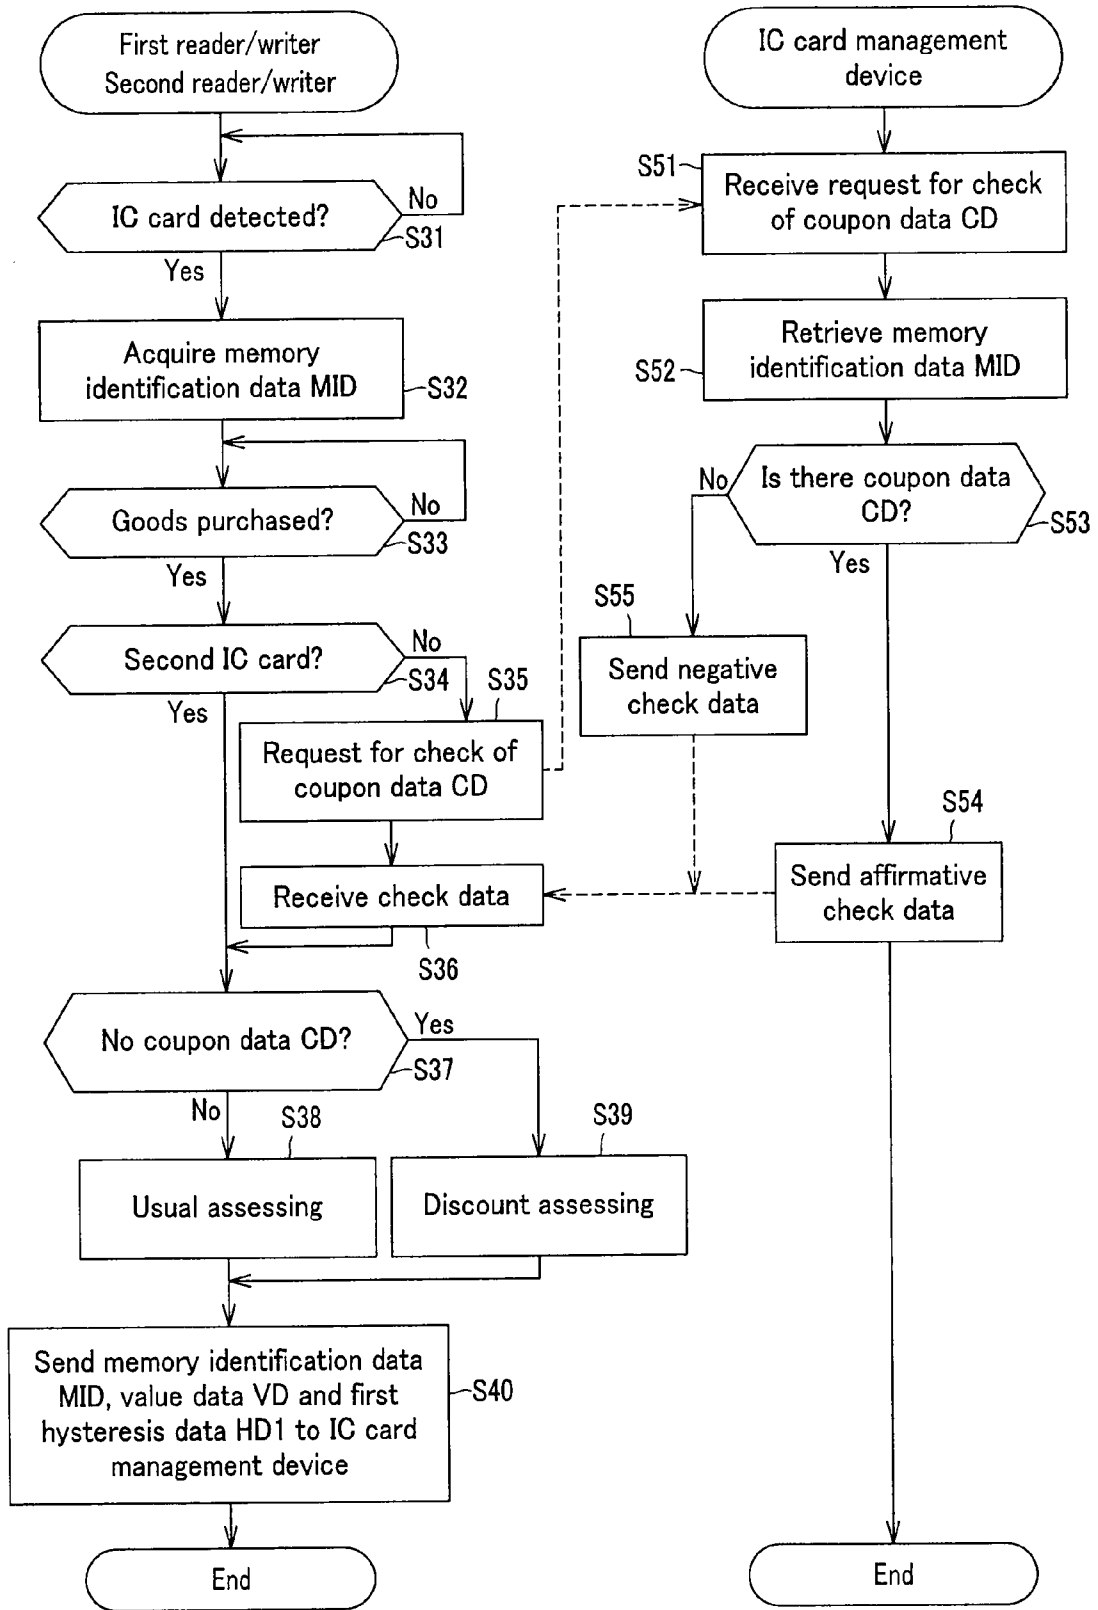 First reader/writer
Second reader/writer
No
IC card detected?
S31
Yes
Acquire memory
identification data MID
S32
No
Goods purchased?
S33
Yes
No
Second IC card?
S34
Yes
S35
Request for check of
coupon data CD
Receive check data
S36
No coupon data CD?
Yes
S37
No
S38
Usual assessing
S39
Discount assessing
Send memory identification data
MID, value data VD and first
hysteresis data HD1 to IC card
management device
S40
End
IC card management
device
S51
Receive request for check
of coupon data CD
Retrieve memory
identification data MID
S52
Is there coupon data
CD?
No
S53
Yes
S55
Send negative
check data
S54
Send affirmative
check data
End